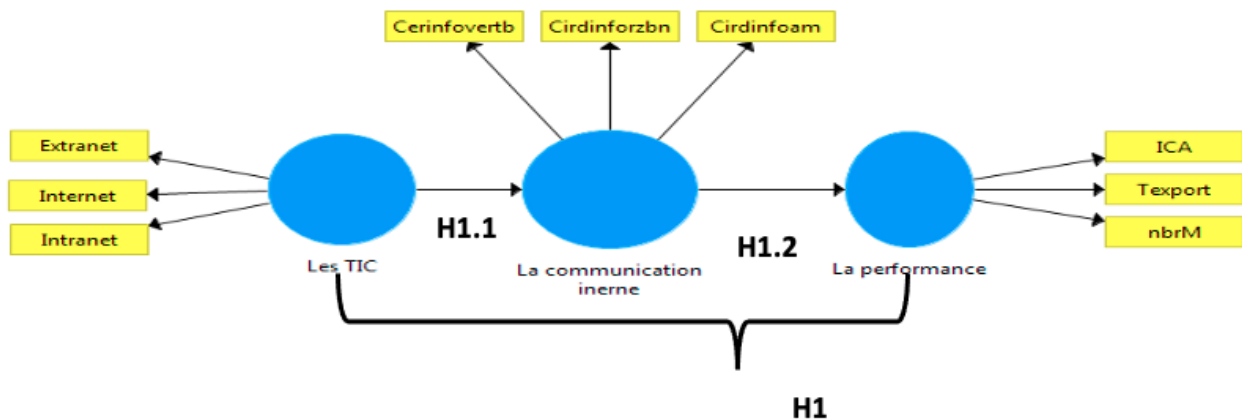 Cerinfovertb
Cirdinforzbn
Cirdinfoam
Extranet
Internet
Intranet
H1.1
H1.2
ICA
Texport
nbrM
Les TIC
La communication
inerne
La performance
H1